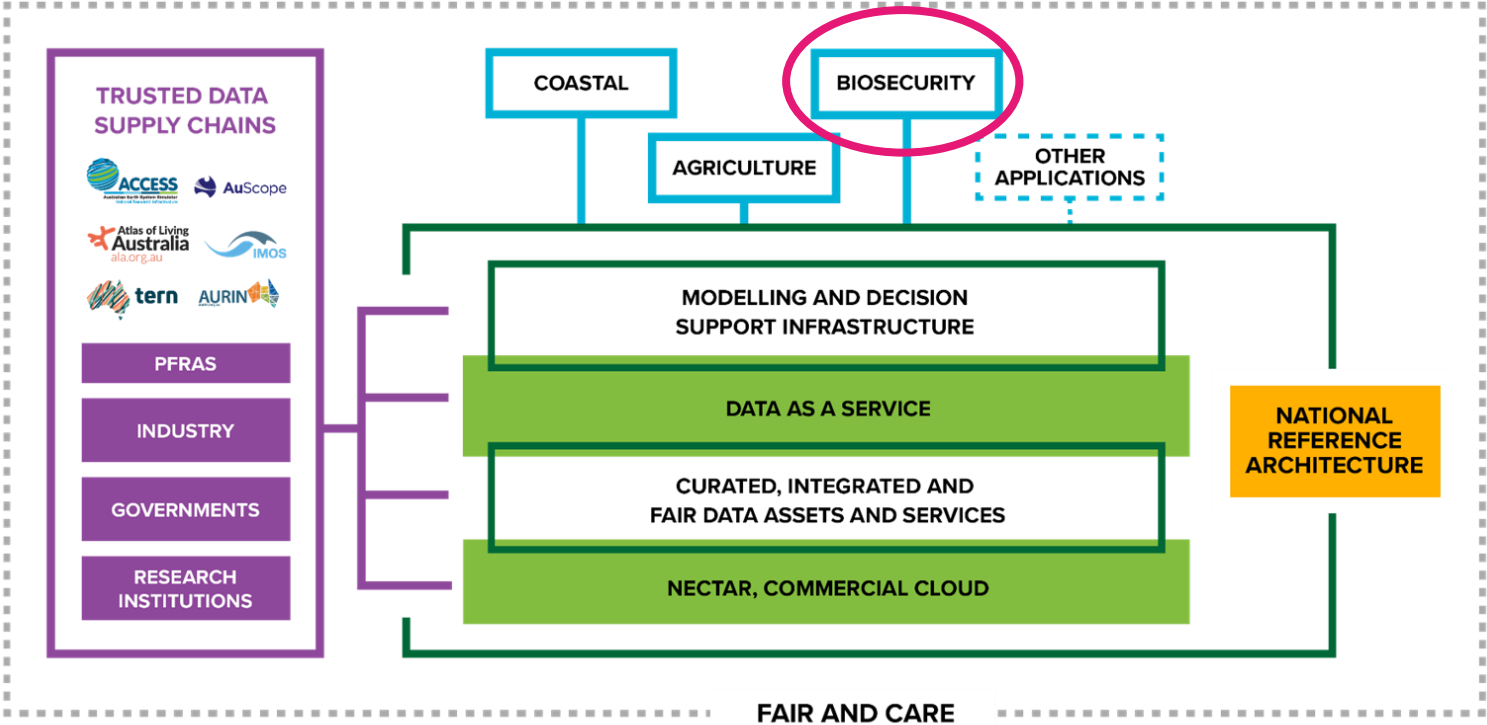 TRUSTED DATA
SUPPLY CHAINS
ACCESS
AuScope
Atlas of Living
Australia
ala.org.au
IMOS
tern
AURIN
PFRAS
INDUSTRY
GOVERNMENTS
RESEARCH
INSTITUTIONS
COASTAL
BIOSECURITY
AGRICULTURE
OTHER
APPLICATIONS
MODELLING AND DECISION
SUPPORT INFRASTRUCTURE
DATA AS A SERVICE
CURATED, INTEGRATED AND
FAIR DATA ASSETS AND SERVICES
NECTAR, COMMERCIAL CLOUD
NATIONAL
REFERENCE
ARCHITECTURE
FAIR AND CARE